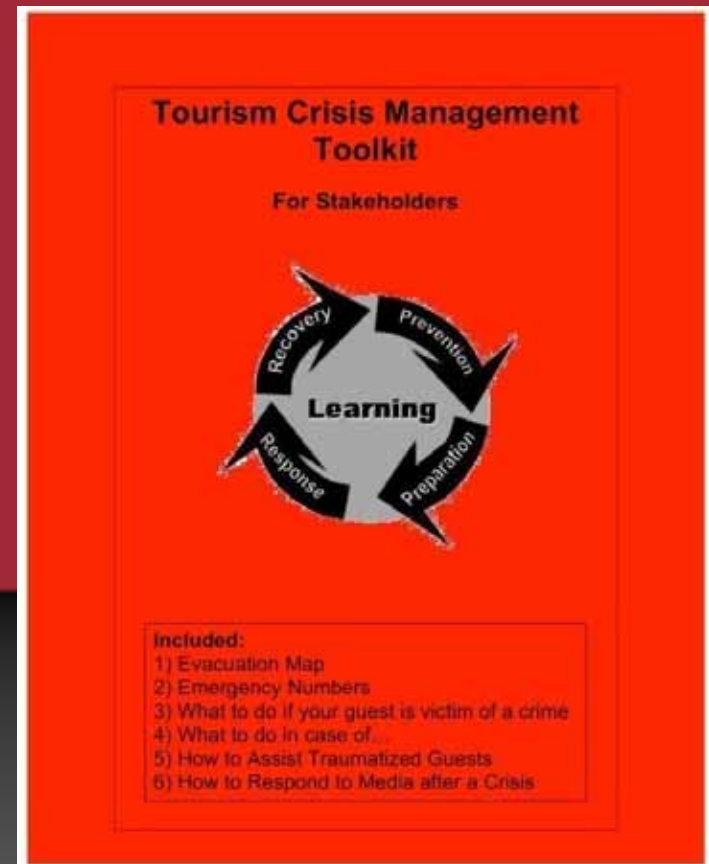 Tourism Crisis Management
Toolkit
For Stakeholders
Recovery
Prevention
Learning
Response
Preparation
Included:
1) Evacuation Map
2) Emergency Numbers
3) What to do if your guest is victim of a crime
4) What to do in case of...
5) How to Assist Traumatized Guests
6) How to Respond to Media after a Crisis